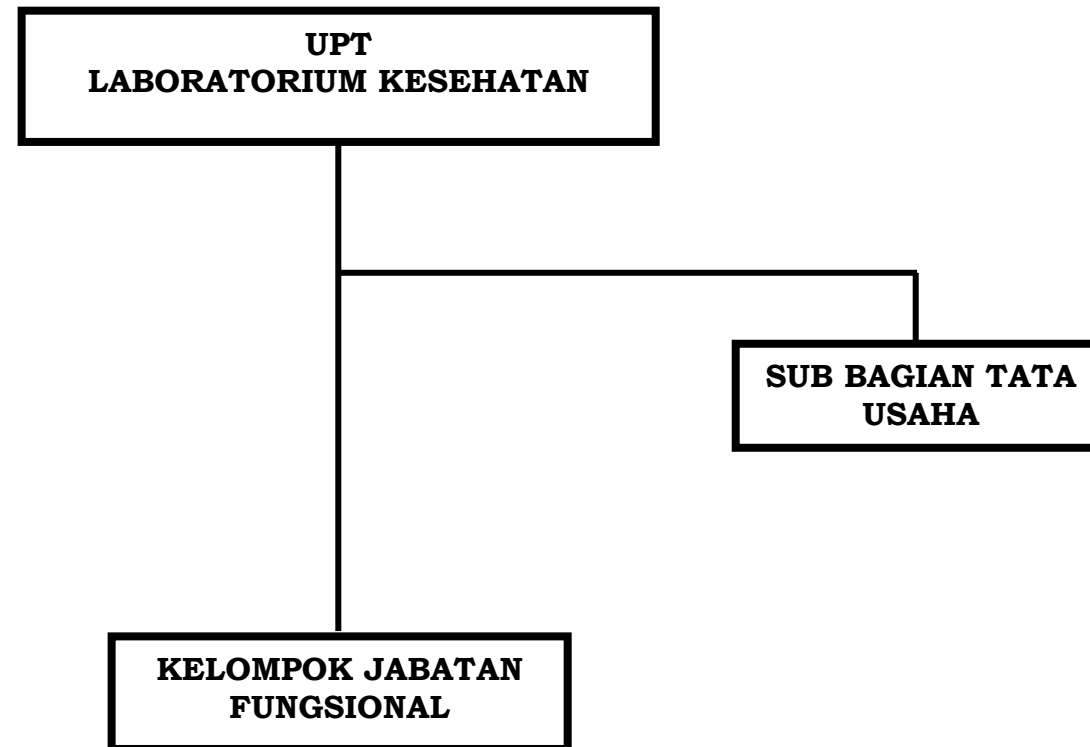 UPT
LABORATORIUM KESEHATAN
SUB BAGIAN TATA
USAHA
KELOMPOK JABATAN
FUNGSIONAL